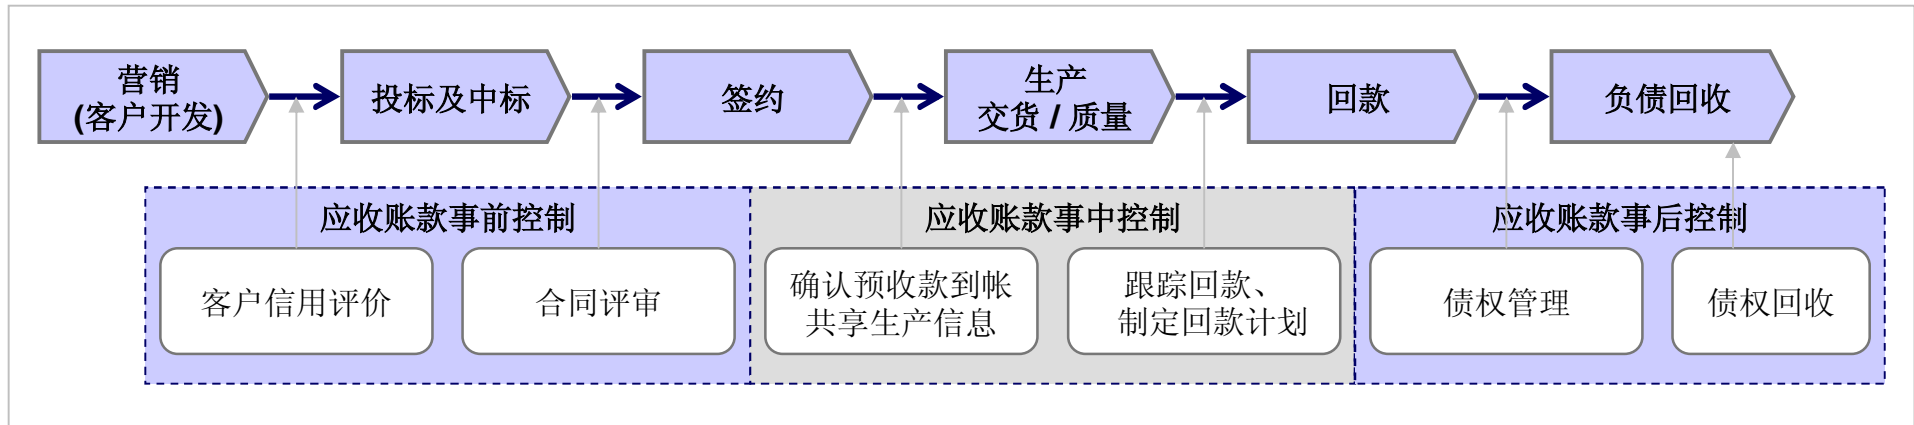 营销
(客户开发)
投标及中标
签约
生产
交货 / 质量
回款
负债回收
应收账款事前控制
应收账款事中控制
应收账款事后控制
客户信用评价
合同评审
确认预收款到帐
共享生产信息
跟踪回款、
制定回款计划
债权管理
债权回收